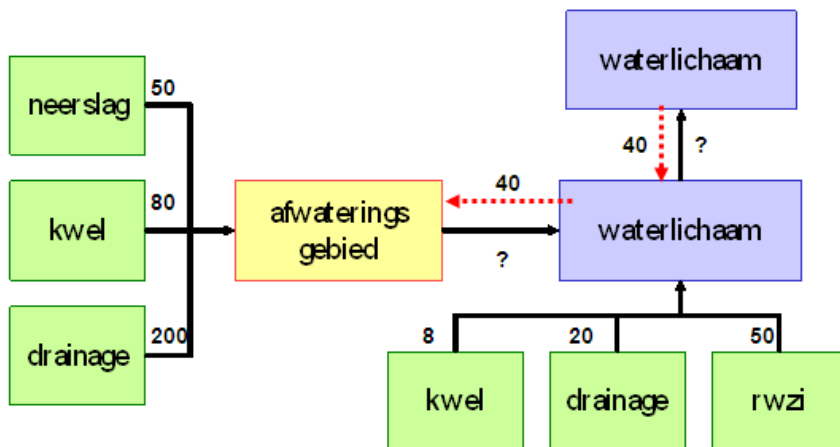 waterlichaam
50
neerslag
40 ?
80
kwel
afwaterings
gebied
40
?
waterlichaam
200
drainage
8
20
50
kwel
drainage
rwzi